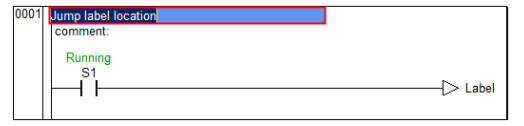 0001 Jump label location
comment:
Running
S1
Label